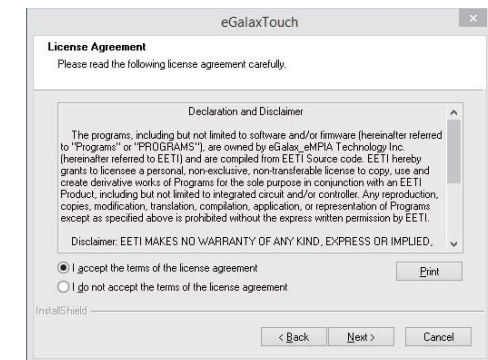 eGalaxTouch
License Agreement
Please read the following license agreement carefully.
Declaration and Disclaimer
The programs, including but not limited to software and/or firmware (hereinafter referred
to "Programs" or "PROGRAMS"), are owned by eGalax_eMPIA Technology Inc.
(hereinafter referred to EETI) and are compiled from EETI Source code. EETI hereby
grants to licensee a personal, non-exclusive, non-transferable license to copy, use and
create derivative works of Programs for the sole purpose in conjunction with an EETI
Product, including but not limited to integrated circuit and/or controller. Any reproduction,
copies, modification, translation, compilation, application, or representation of Programs
except as specified above is prohibited without the express written permission by EETI.
Disclaimer: EETI MAKES NO WARRANTY OF ANY KIND, EXPRESS OR IMPLIED,
I accept the terms of the license agreement
Print
I do not accept the terms of the license agreement
InstallShield
< Back Next > Cancel